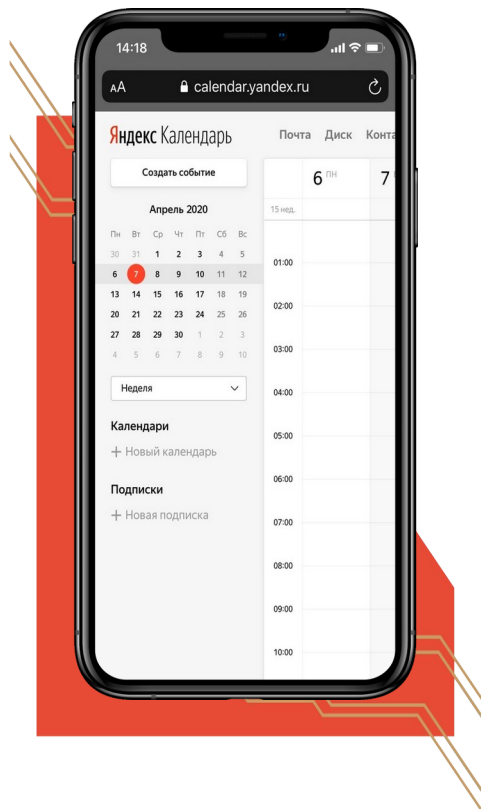 14:18
AA calendar.yandex.ru
Яндекс Календарь Почта Диск Конта
Создать событие
6 ПН 7
Апрель 2020
15 нед.
Пн Вт Ср Чт Пт Сб Вс
30 31 1 2 3 4 5
6 7 8 9 10 11 12
13 14 15 16 17 18 19
20 21 22 23 24 25 26
27 28 29 30 1 2 3
4 5 6 7 8 9 10
Неделя
Календари
+ Новый календарь
Подписки
+ Новая подписка
01:00
02:00
03:00
04:00
05:00
06:00
07:00
08:00
09:00
10:00